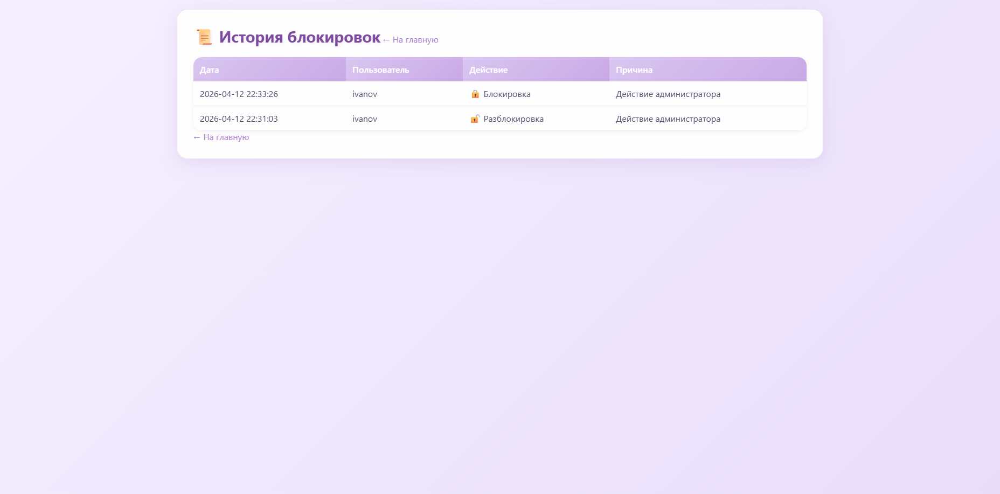 📜 История блокировок ← На главную
Дата Пользователь Действие Причина
2026-04-12 22:33:26 ivanov 🔒 Блокировка Действие администратора
2026-04-12 22:31:03 ivanov 🔓 Разблокировка Действие администратора
← На главную